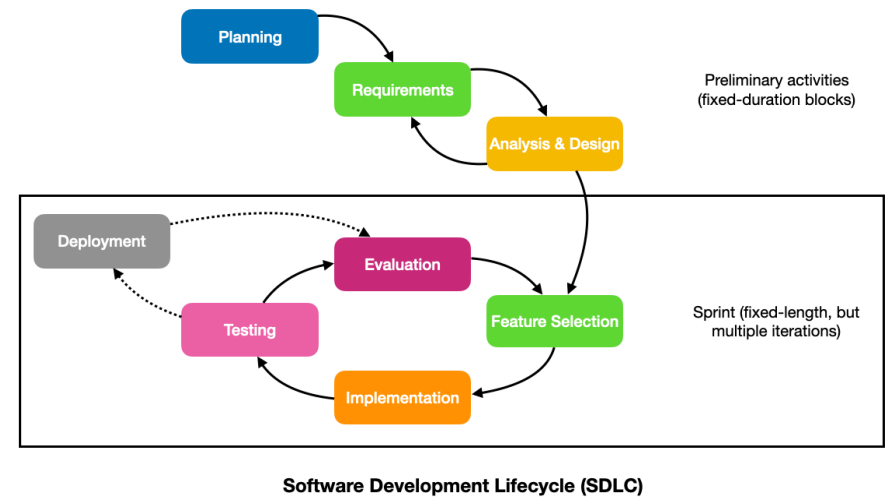 Planning
Requirements
Preliminary activities
(fixed-duration blocks)
Analysis & Design
Deployment
Evaluation
Feature Selection
Sprint (fixed-length, but
multiple iterations)
Testing
Implementation
Software Development Lifecycle (SDLC)